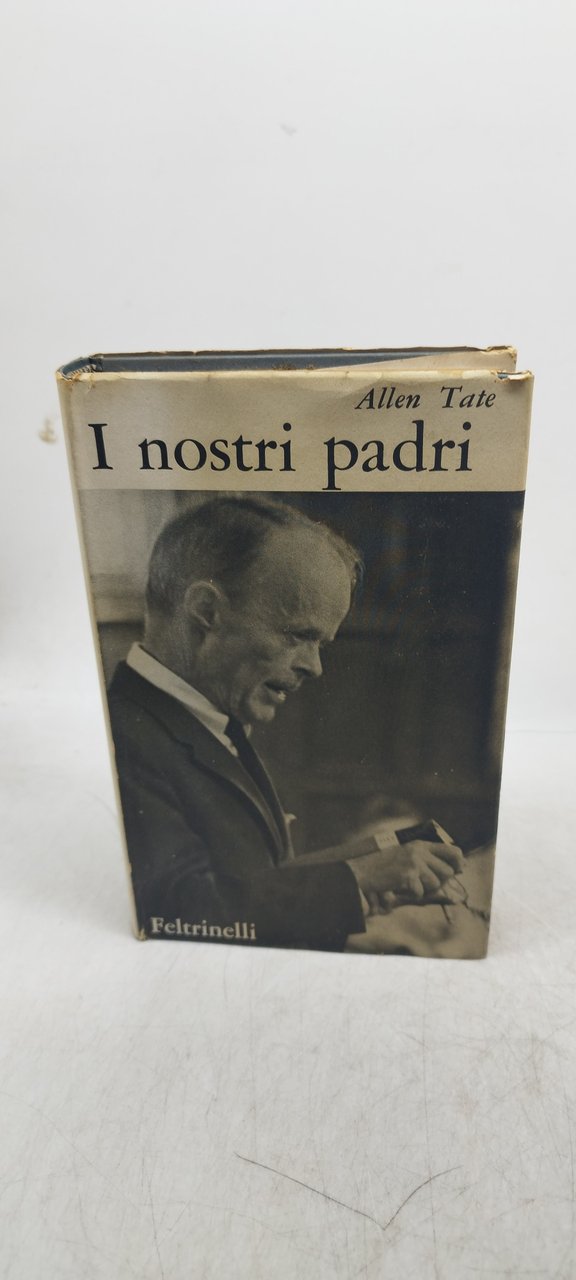 Allen Tate
I nostri padri
Feltrinelli